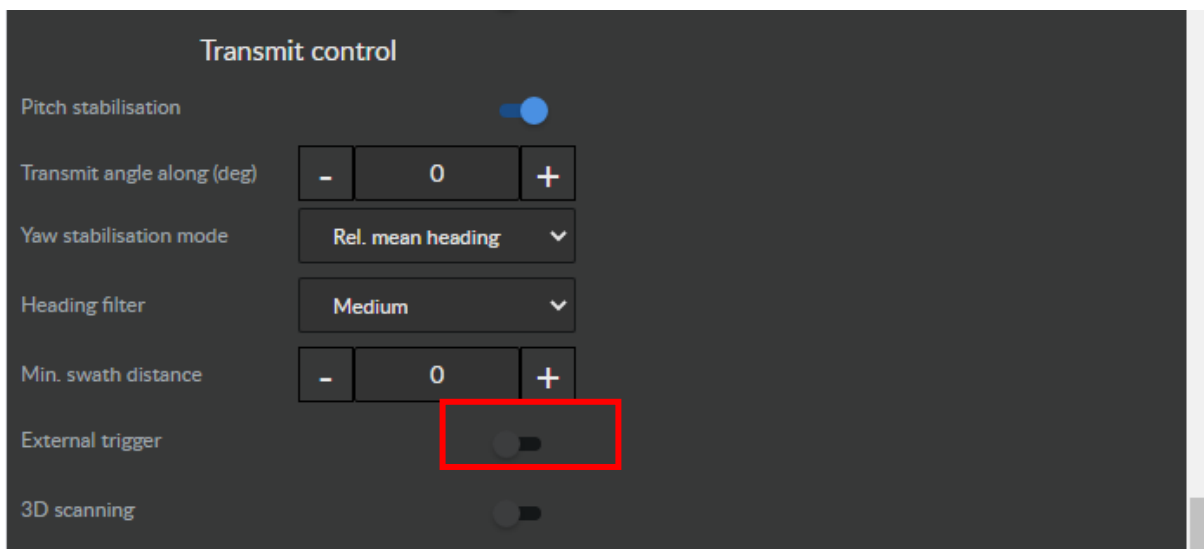 Transmit control
Pitch stabilisation
Transmit angle along (deg) - 0 +
Yaw stabilisation mode Rel. mean heading
Heading filter Medium
Min. swath distance - 0 +
External trigger
3D scanning